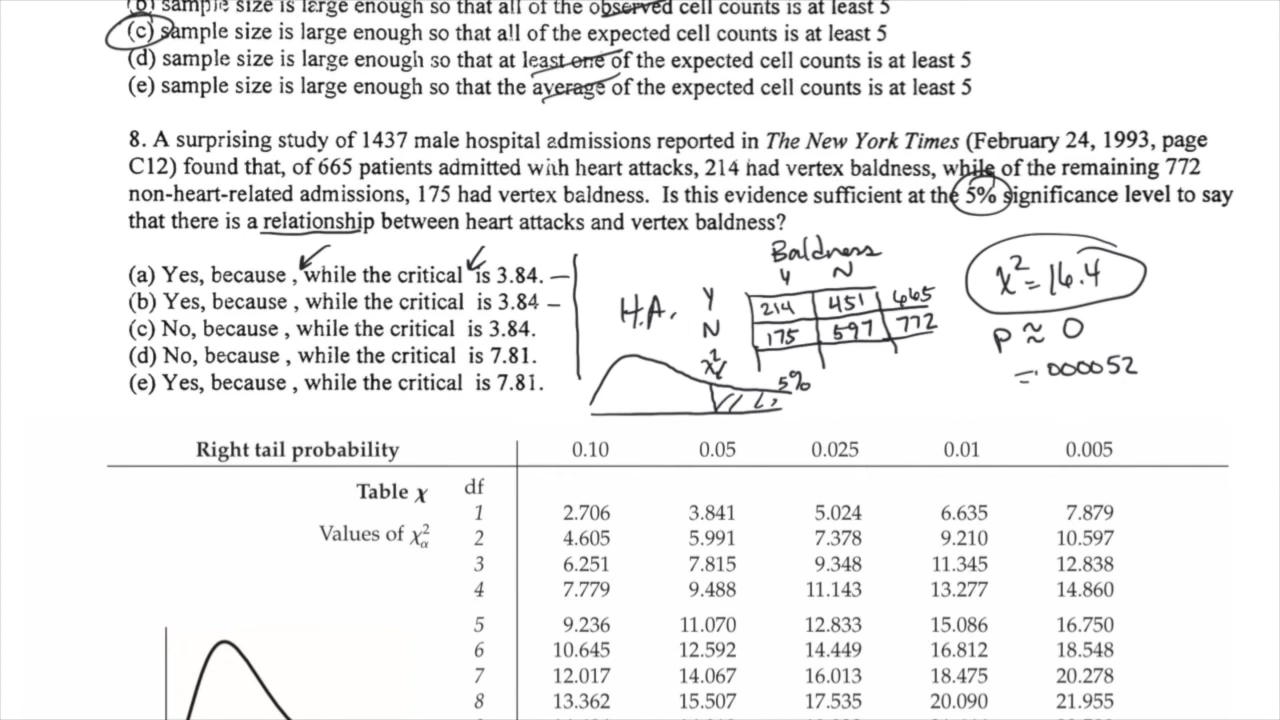 (b) sample size is large enough so that all of the observed cell counts is at least 5
(c) sample size is large enough so that all of the expected cell counts is at least 5
(d) sample size is large enough so that at least one of the expected cell counts is at least 5
(e) sample size is large enough so that the average of the expected cell counts is at least 5
8. A surprising study of 1437 male hospital admissions reported in The New York Times (February 24, 1993, page
C12) found that, of 665 patients admitted with heart attacks, 214 had vertex baldness, while of the remaining 772
non-heart-related admissions, 175 had vertex baldness. Is this evidence sufficient at the 5% significance level to say
that there is a relationship between heart attacks and vertex baldness?
(a) Yes, because , while the critical is 3.84.
(b) Yes, because , while the critical is 3.84
(c) No, because , while the critical is 3.84.
(d) No, because , while the critical is 7.81.
(e) Yes, because , while the critical is 7.81.
Baldness
Y N
H.A. Y 214 451 665
N 175 597 772
χ² 5%
χ² = 16.4
p ≈ 0
= .000052
Right tail probability 0.10 0.05 0.025 0.01 0.005
Table χ df
1 2.706 3.841 5.024 6.635 7.879
Values of χ²α 2 4.605 5.991 7.378 9.210 10.597
3 6.251 7.815 9.348 11.345 12.838
4 7.779 9.488 11.143 13.277 14.860
5 9.236 11.070 12.833 15.086 16.750
6 10.645 12.592 14.449 16.812 18.548
7 12.017 14.067 16.013 18.475 20.278
8 13.362 15.507 17.535 20.090 21.955